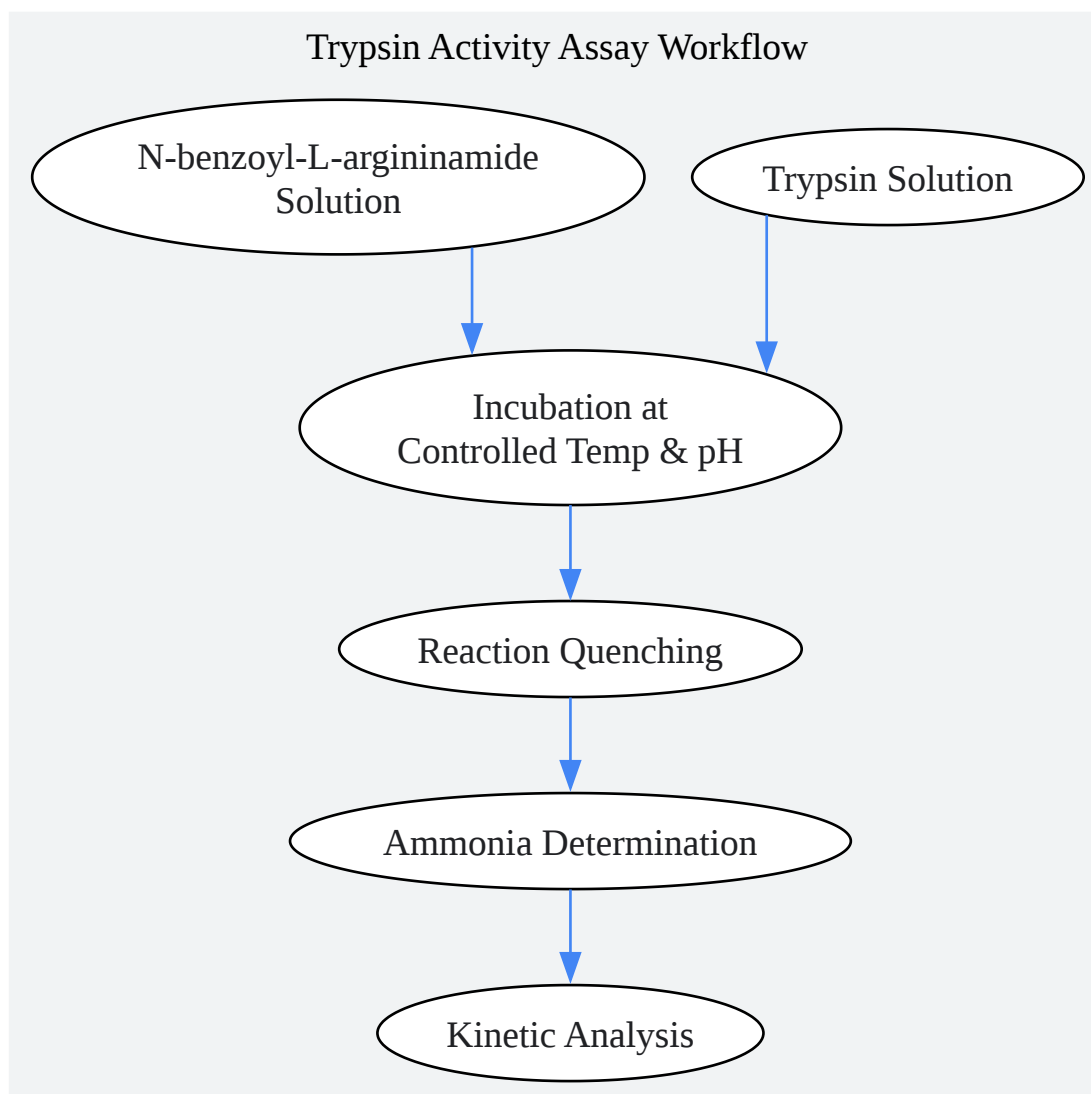 Trypsin Activity Assay Workflow
N-benzoyl-L-argininamide
Solution
Trypsin Solution
Incubation at
Controlled Temp & pH
Reaction Quenching
Ammonia Determination
Kinetic Analysis